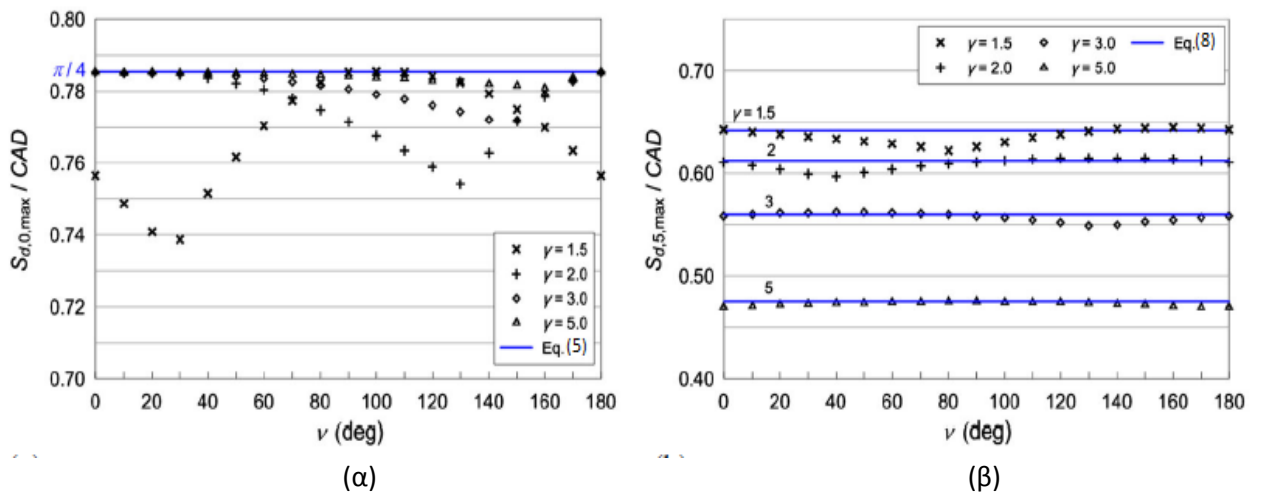 0.80
π / 4
0.78
0.76
0.74
0.72
0.70
S_d,0,max / CAD
γ = 1.5
γ = 2.0
γ = 3.0
γ = 5.0
Eq.(5)
0 20 40 60 80 100 120 140 160 180
ν (deg)
(α)
γ = 1.5 γ = 3.0 Eq.(8)
γ = 2.0 γ = 5.0
0.70
0.60
0.50
0.40
S_d,5,max / CAD
γ = 1.5
2
3
5
0 20 40 60 80 100 120 140 160 180
ν (deg)
(β)